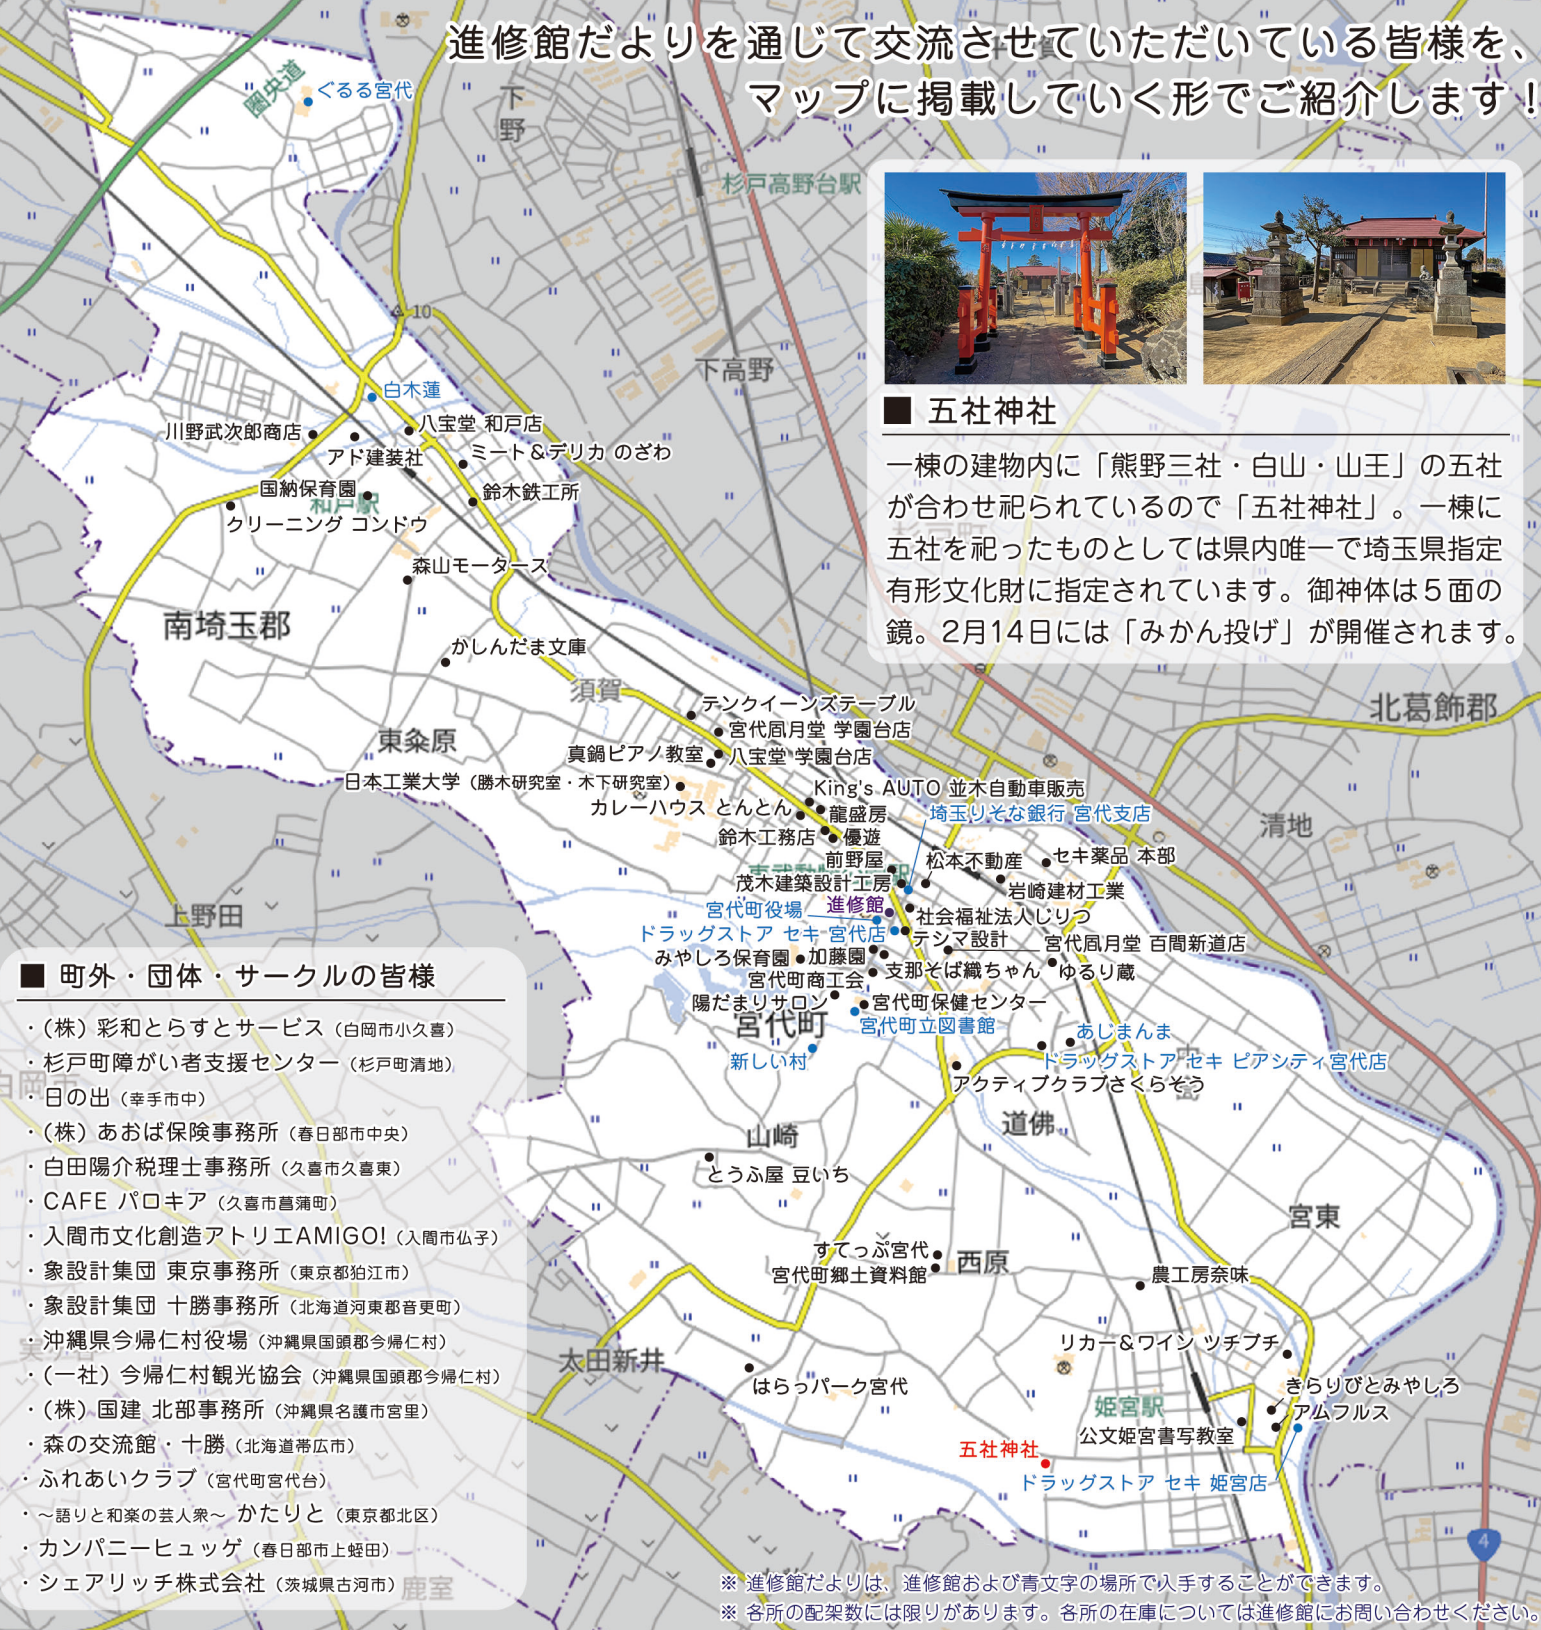 進修館だよりを通じて交流させていただいている皆様を、
マップに掲載していく形でご紹介します！
圏央道
ぐるる宮代
下野
杉戸高野台駅
10
下高野
■ 五社神社
一棟の建物内に「熊野三社・白山・山王」の五社
が合わせ祀られているので「五社神社」。一棟に
五社を祀ったものとしては県内唯一で埼玉県指定
有形文化財に指定されています。御神体は５面の
鏡。2月14日には「みかん投げ」が開催されます。
白木蓮
川野武次郎商店
八宝堂 和戸店
アド建装社
ミート＆デリカ のざわ
国納保育園
鈴木鉄工所
和戸駅
クリーニング コンドウ
森山モータース
南埼玉郡
かしんだま文庫
須賀
テンクイーンズテーブル
北葛飾郡
宮代凮月堂 学園台店
東粂原
真鍋ピアノ教室
八宝堂 学園台店
日本工業大学（勝木研究室・木下研究室）
King's AUTO 並木自動車販売
カレーハウス とんとん
龍盛房
埼玉りそな銀行 宮代支店
清地
鈴木工務店
優遊
前野屋
松本不動産
セキ薬品 本部
茂木建築設計工房
岩崎建材工業
進修館
宮代町役場
社会福祉法人じりつ
上野田
ドラッグストア セキ 宮代店
テシマ設計
宮代凮月堂 百間新道店
みやしろ保育園
加藤園
支那そば織ちゃん
ゆるり蔵
宮代町商工会
陽だまりサロン
宮代町保健センター
宮代町
宮代町立図書館
あじまんま
新しい村
ドラッグストア セキ ピアシティ宮代店
アクティブクラブさくらそう
道佛
山崎
とうふ屋 豆いち
宮東
すてっぷ宮代
西原
宮代町郷土資料館
農工房奈味
リカー＆ワイン ツチブチ
太田新井
はらっパーク宮代
きらりびとみやしろ
姫宮駅
アムフルス
公文姫宮書写教室
五社神社
ドラッグストア セキ 姫宮店
4
■ 町外・団体・サークルの皆様
・(株) 彩和とらすとサービス（白岡市小久喜）
・杉戸町障がい者支援センター（杉戸町清地）
・日の出（幸手市中）
・(株) あおば保険事務所（春日部市中央）
・白田陽介税理士事務所（久喜市久喜東）
・CAFE パロキア（久喜市菖蒲町）
・入間市文化創造アトリエAMIGO!（入間市仏子）
・象設計集団 東京事務所（東京都狛江市）
・象設計集団 十勝事務所（北海道河東郡音更町）
・沖縄県今帰仁村役場（沖縄県国頭郡今帰仁村）
・(一社) 今帰仁村観光協会（沖縄県国頭郡今帰仁村）
・(株) 国建 北部事務所（沖縄県名護市宮里）
・森の交流館・十勝（北海道帯広市）
・ふれあいクラブ（宮代町宮代台）
・～語りと和楽の芸人衆～ かたりと（東京都北区）
・カンパニーヒュッゲ（春日部市上蛭田）
・シェアリッチ株式会社（茨城県古河市）
鹿室
※ 進修館だよりは、進修館および青文字の場所で入手することができます。
※ 各所の配架数には限りがあります。各所の在庫については進修館にお問い合わせください。